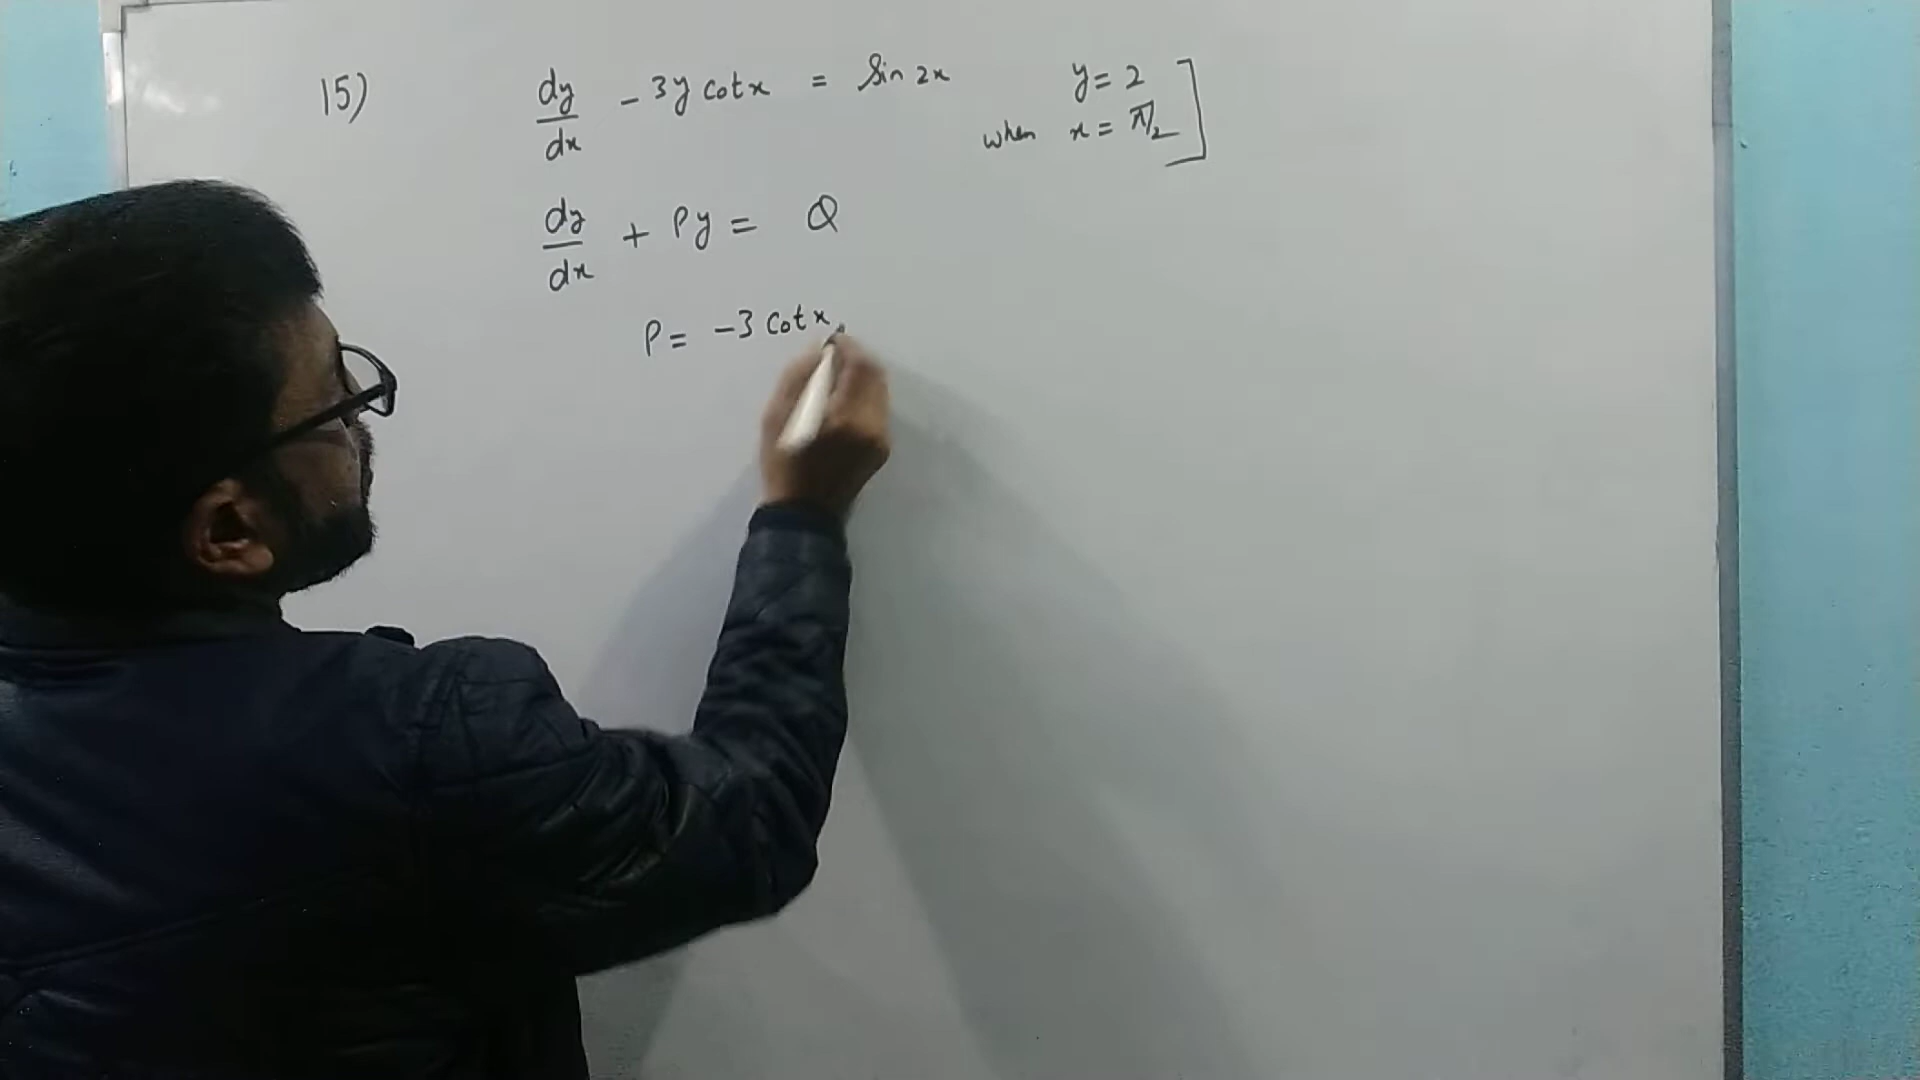 15) dy/dx - 3y cot x = Sin 2x y = 2
when x = π/2 ]
dy/dx + Py = Q
P = -3 cot x